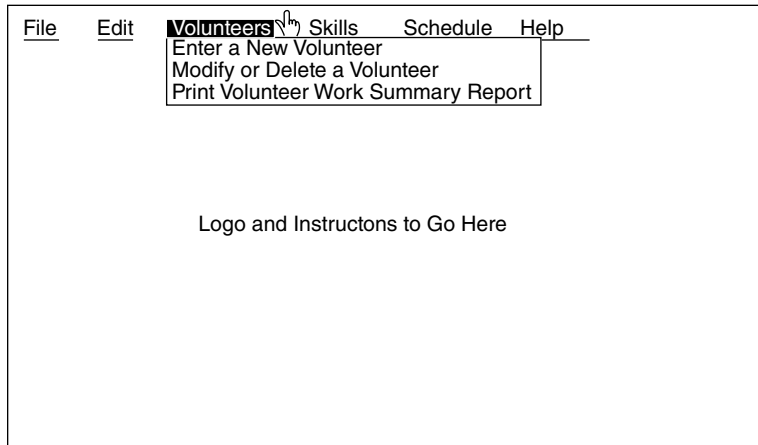 File Edit Volunteers Skills Schedule Help
Enter a New Volunteer
Modify or Delete a Volunteer
Print Volunteer Work Summary Report
Logo and Instructons to Go Here